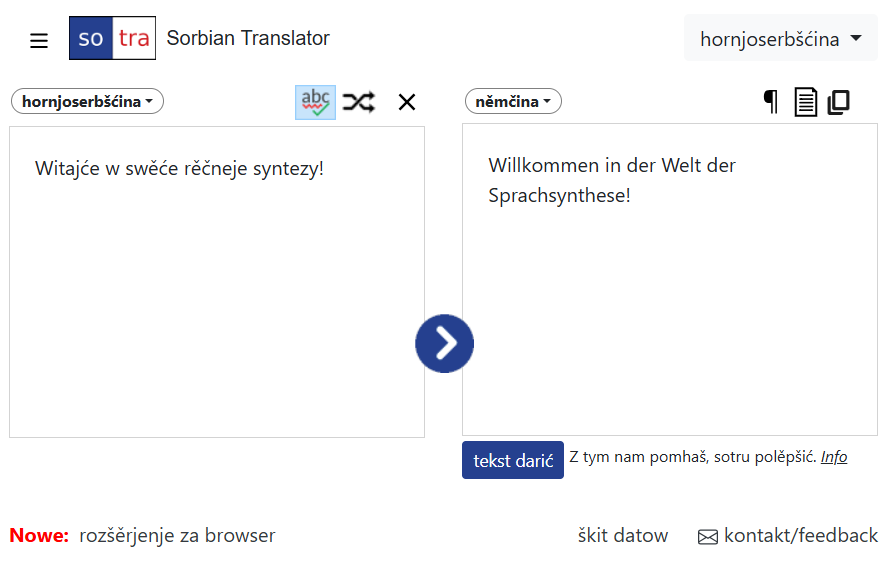 so tra Sorbian Translator
hornjoserbšćina
hornjoserbšćina
abc
němčina
¶
Witajće w swěće rěčneje syntezy!
Willkommen in der Welt der
Sprachsynthese!
tekst darić
Z tym nam pomhaš, sotru polěpšić. Info
Nowe: rozšěrjenje za browser
škit datow
kontakt/feedback